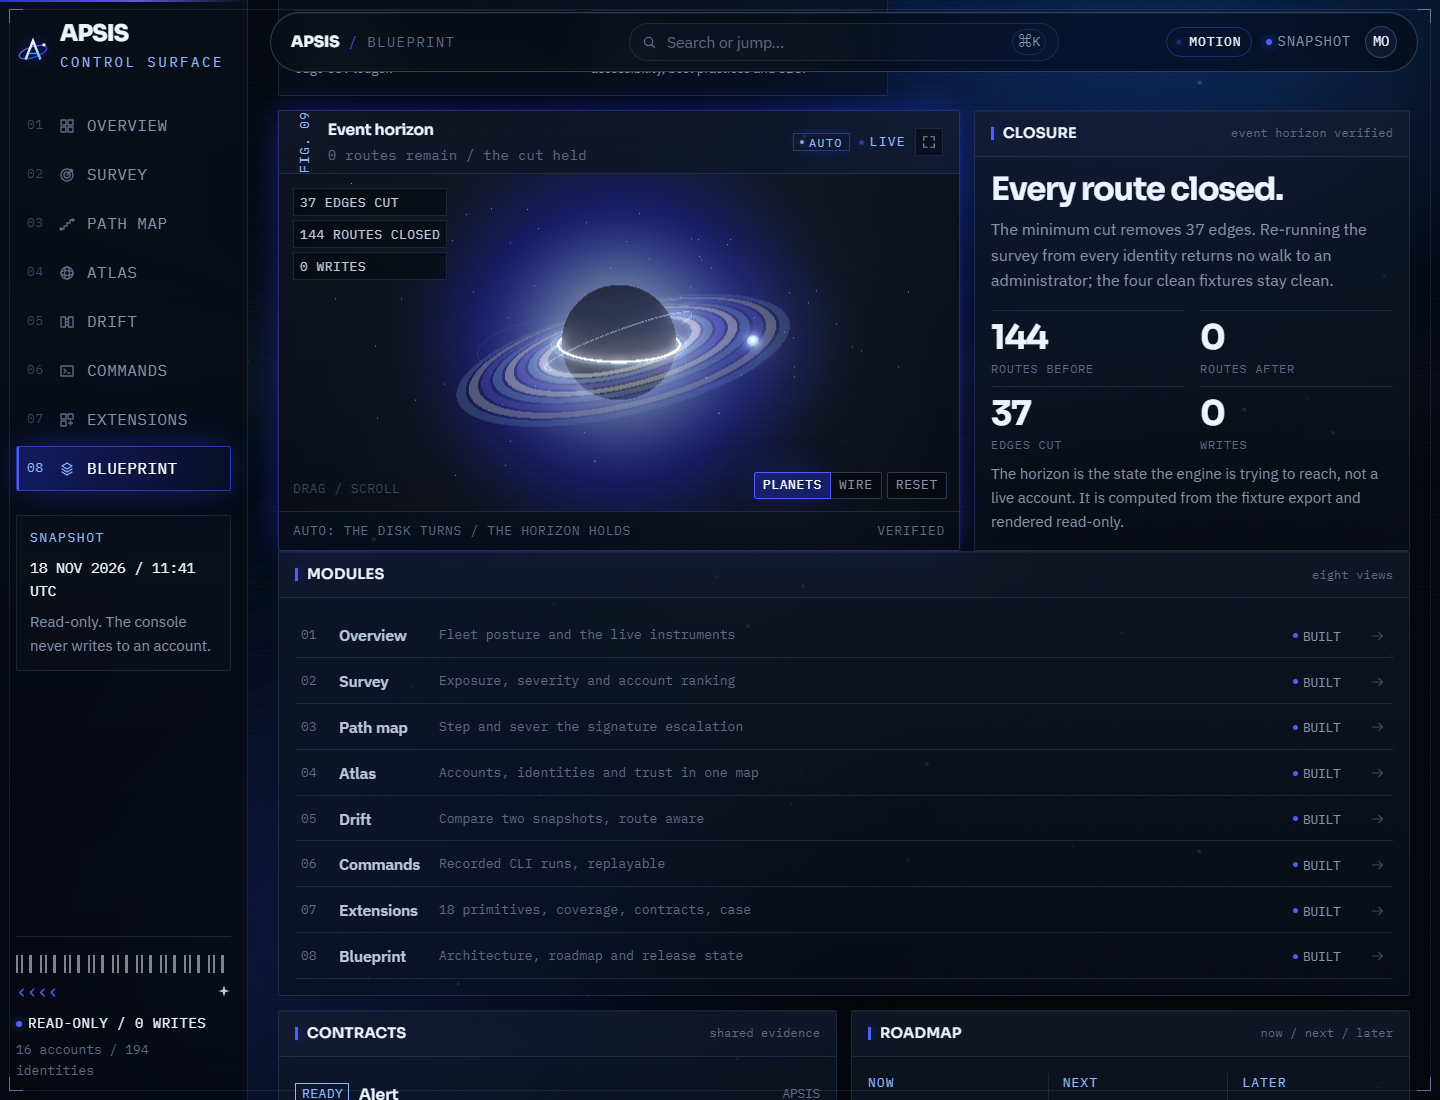 APSIS
CONTROL SURFACE
01 OVERVIEW
02 SURVEY
03 PATH MAP
04 ATLAS
05 DRIFT
06 COMMANDS
07 EXTENSIONS
08 BLUEPRINT
SNAPSHOT
18 NOV 2026 / 11:41
UTC
Read-only. The console
never writes to an account.
READ-ONLY / 0 WRITES
16 accounts / 194
identities
APSIS / BLUEPRINT
Search or jump...
⌘K
MOTION
SNAPSHOT
MO
FIG. 09
Event horizon
0 routes remain / the cut held
AUTO
LIVE
37 EDGES CUT
144 ROUTES CLOSED
0 WRITES
DRAG / SCROLL
PLANETS WIRE RESET
AUTO: THE DISK TURNS / THE HORIZON HOLDS
VERIFIED
CLOSURE
event horizon verified
Every route closed.
The minimum cut removes 37 edges. Re-running the
survey from every identity returns no walk to an
administrator; the four clean fixtures stay clean.
144
ROUTES BEFORE
0
ROUTES AFTER
37
EDGES CUT
0
WRITES
The horizon is the state the engine is trying to reach, not a
live account. It is computed from the fixture export and
rendered read-only.
MODULES
eight views
01 Overview Fleet posture and the live instruments BUILT →
02 Survey Exposure, severity and account ranking BUILT →
03 Path map Step and sever the signature escalation BUILT →
04 Atlas Accounts, identities and trust in one map BUILT →
05 Drift Compare two snapshots, route aware BUILT →
06 Commands Recorded CLI runs, replayable BUILT →
07 Extensions 18 primitives, coverage, contracts, case BUILT →
08 Blueprint Architecture, roadmap and release state BUILT →
CONTRACTS
shared evidence
READY Alert APSIS
ROADMAP
now / next / later
NOW NEXT LATER